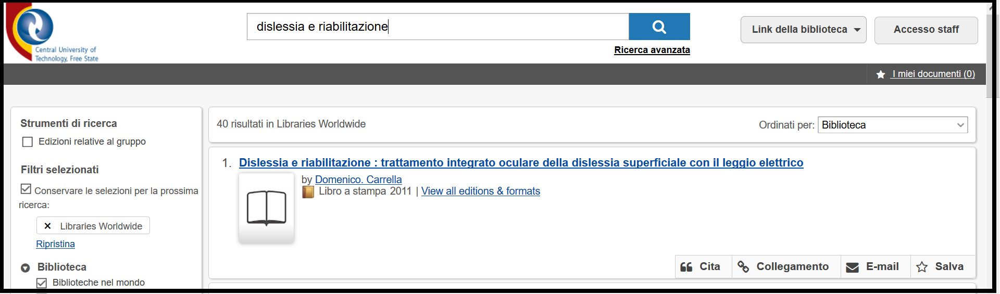 Central University of
Technology, Free State
dislessia e riabilitazione
Ricerca avanzata
Link della biblioteca
Accesso staff
I miei documenti (0)
Strumenti di ricerca
Edizioni relative al gruppo
Filtri selezionati
Conservare le selezioni per la prossima
ricerca:
Libraries Worldwide
Ripristina
Biblioteca
Biblioteche nel mondo
40 risultati in Libraries Worldwide
Ordinati per: Biblioteca
1. Dislessia e riabilitazione : trattamento integrato oculare della dislessia superficiale con il leggio elettrico
by Domenico. Carrella
Libro a stampa 2011 | View all editions & formats
Cita
Collegamento
E-mail
Salva